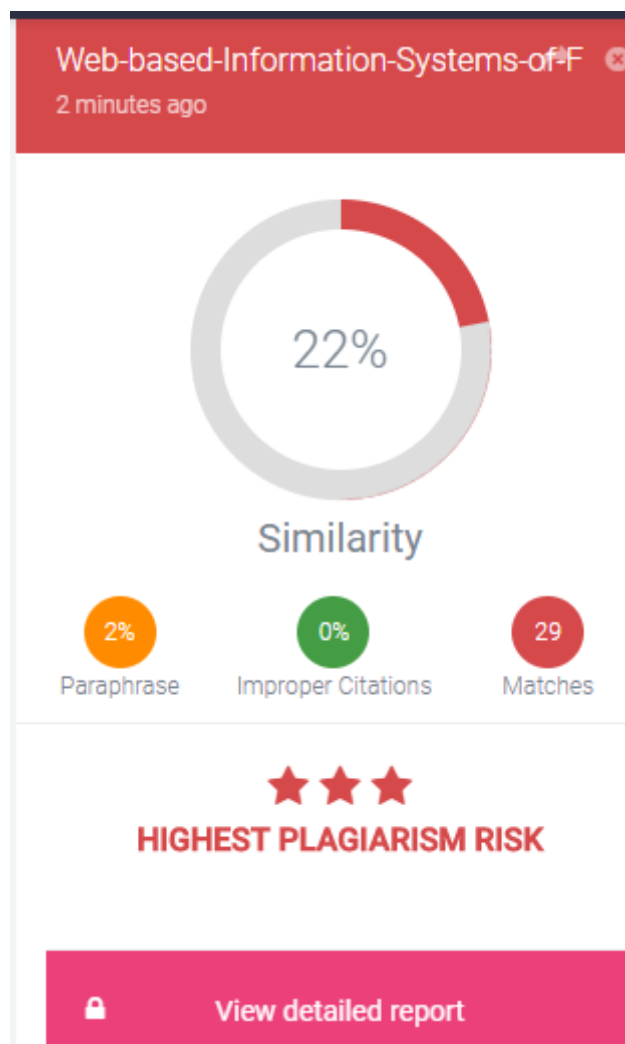 Web-based-Information-Systems-of-F
2 minutes ago
22%
Similarity
2% 0% 29
Paraphrase Improper Citations Matches
HIGHEST PLAGIARISM RISK
View detailed report